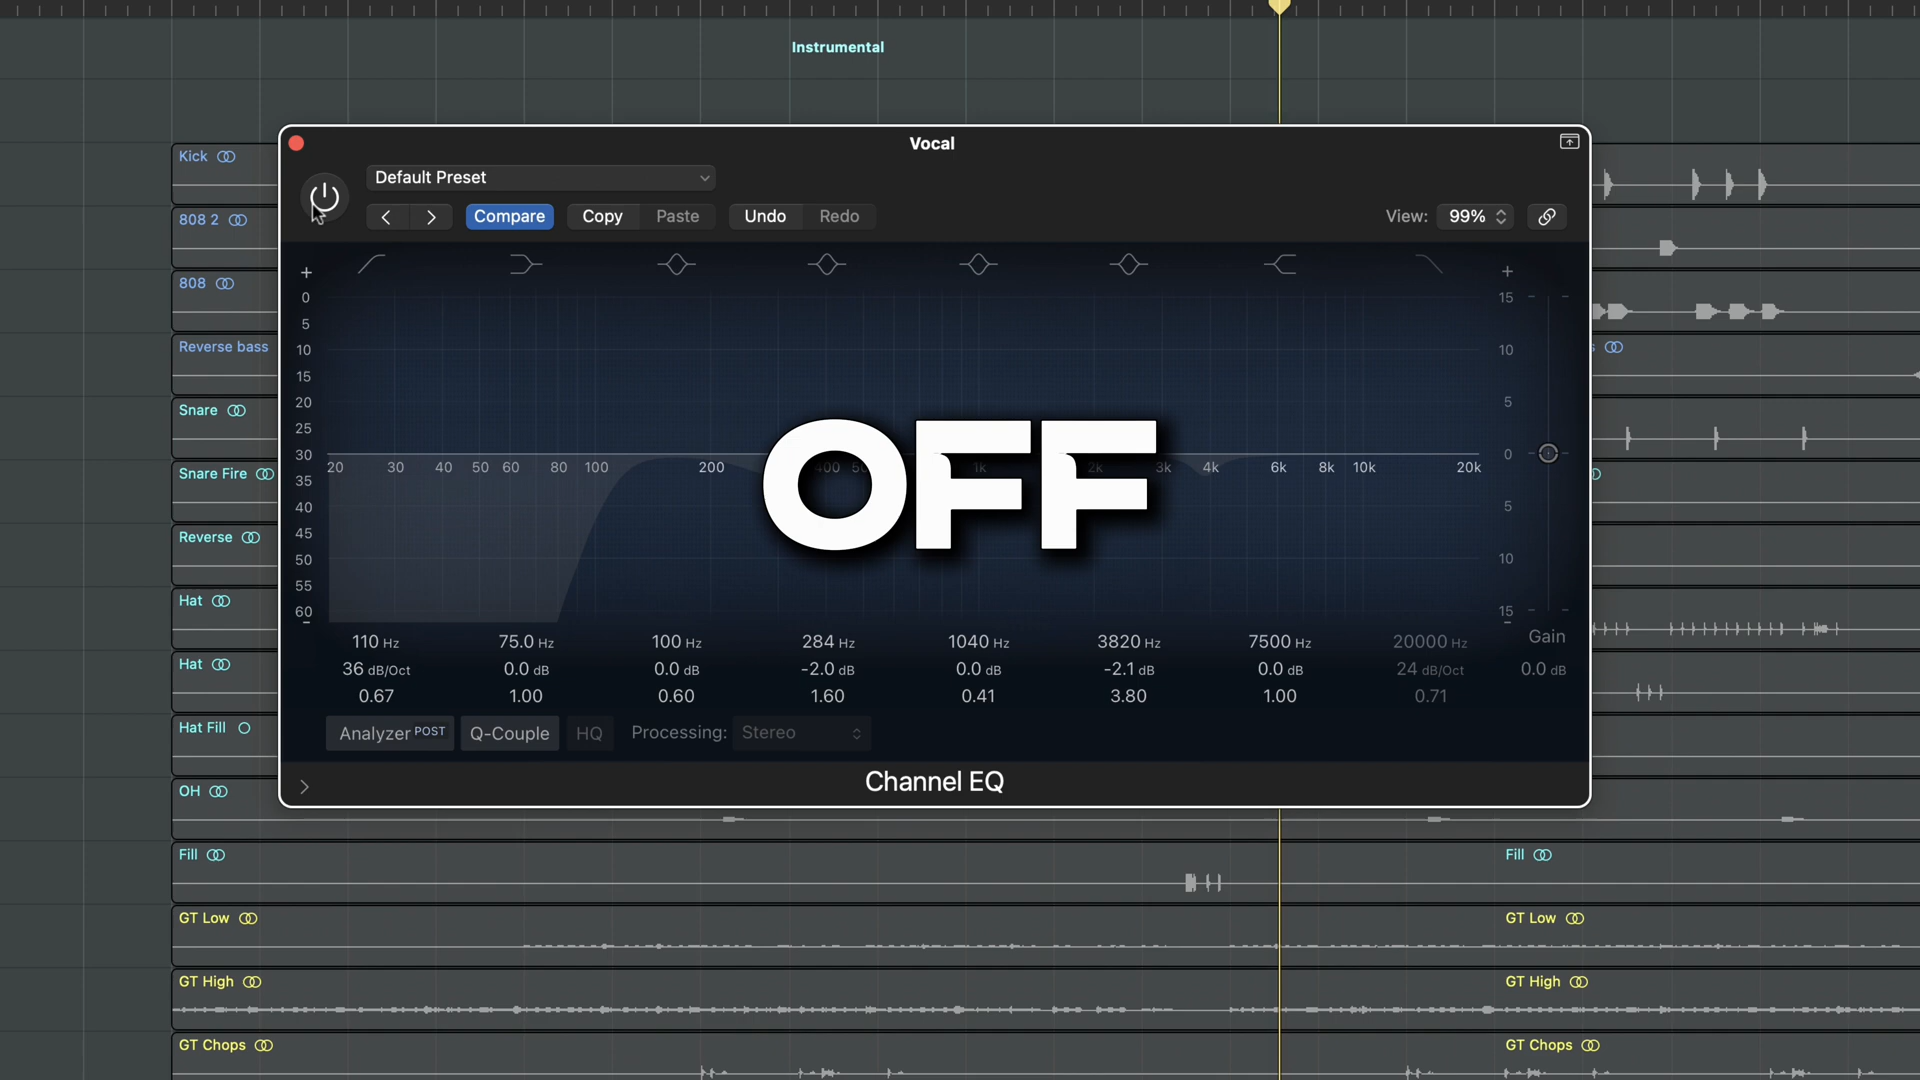 Instrumental
Vocal
Default Preset
Compare Copy Paste Undo Redo View: 99%
Kick
808 2
808
Reverse bass
Snare
Snare Fire
Reverse
Hat
Hat
Hat Fill
OH
Fill
GT Low
GT High
GT Chops
+ +
0 15
5
10 10
15
20 5
25
30 0
35
40 5
45
50 10
55
60 15
20 30 40 50 60 80 100 200 400 1k 2k 3k 4k 6k 8k 10k 20k
OFF
110 Hz 75.0 Hz 100 Hz 284 Hz 1040 Hz 3820 Hz 7500 Hz 20000 Hz Gain
36 dB/Oct 0.0 dB 0.0 dB -2.0 dB 0.0 dB -2.1 dB 0.0 dB 24 dB/Oct 0.0 dB
0.67 1.00 0.60 1.60 0.41 3.80 1.00 0.71
Analyzer POST Q-Couple HQ Processing: Stereo
Channel EQ
Fill
GT Low
GT High
GT Chops